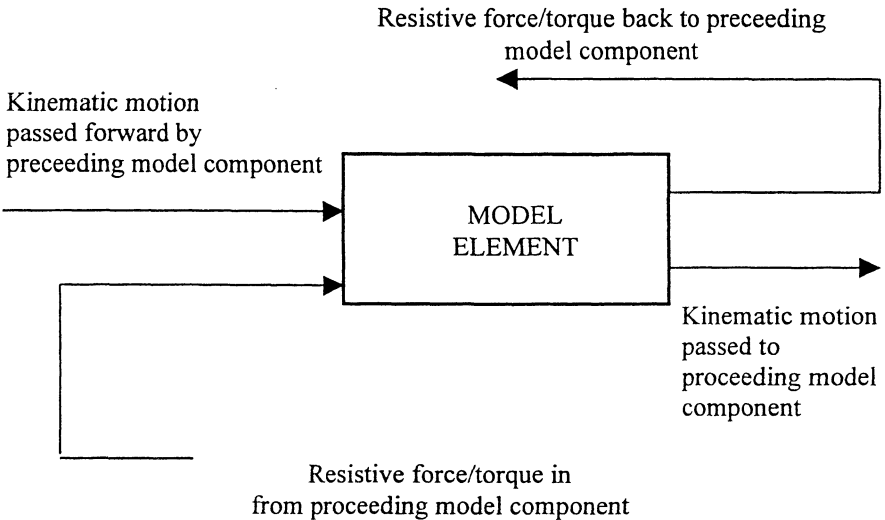 Resistive force/torque back to preceeding
model component
Kinematic motion
passed forward by
preceeding model component
MODEL
ELEMENT
Kinematic motion
passed to
proceeding model
component
Resistive force/torque in
from proceeding model component